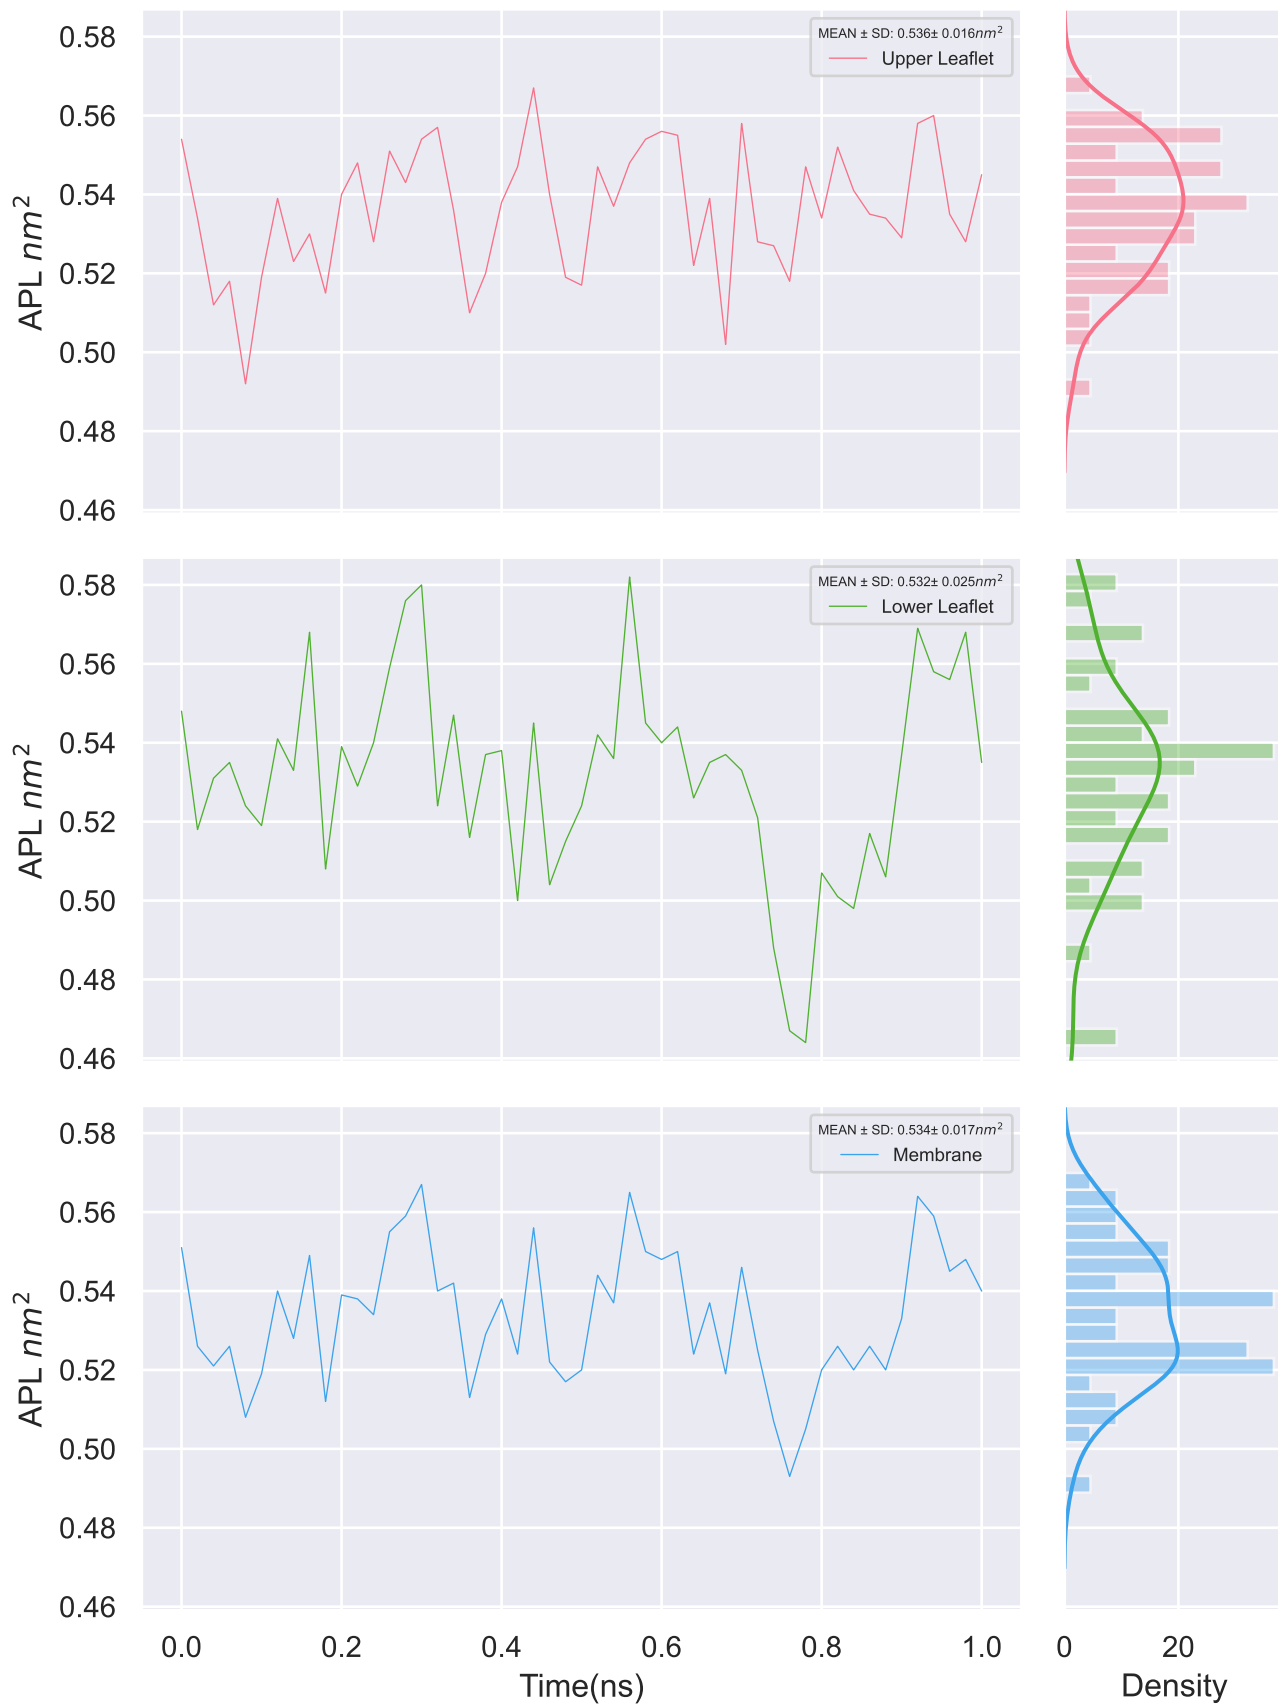 0.58
0.56
0.54
0.52
0.50
0.48
0.46
APL nm²
MEAN ± SD: 0.536± 0.016nm²
Upper Leaflet
0.58
0.56
0.54
0.52
0.50
0.48
0.46
APL nm²
MEAN ± SD: 0.532± 0.025nm²
Lower Leaflet
0.58
0.56
0.54
0.52
0.50
0.48
0.46
APL nm²
MEAN ± SD: 0.534± 0.017nm²
Membrane
0.0 0.2 0.4 0.6 0.8 1.0
Time(ns)
0 20
Density